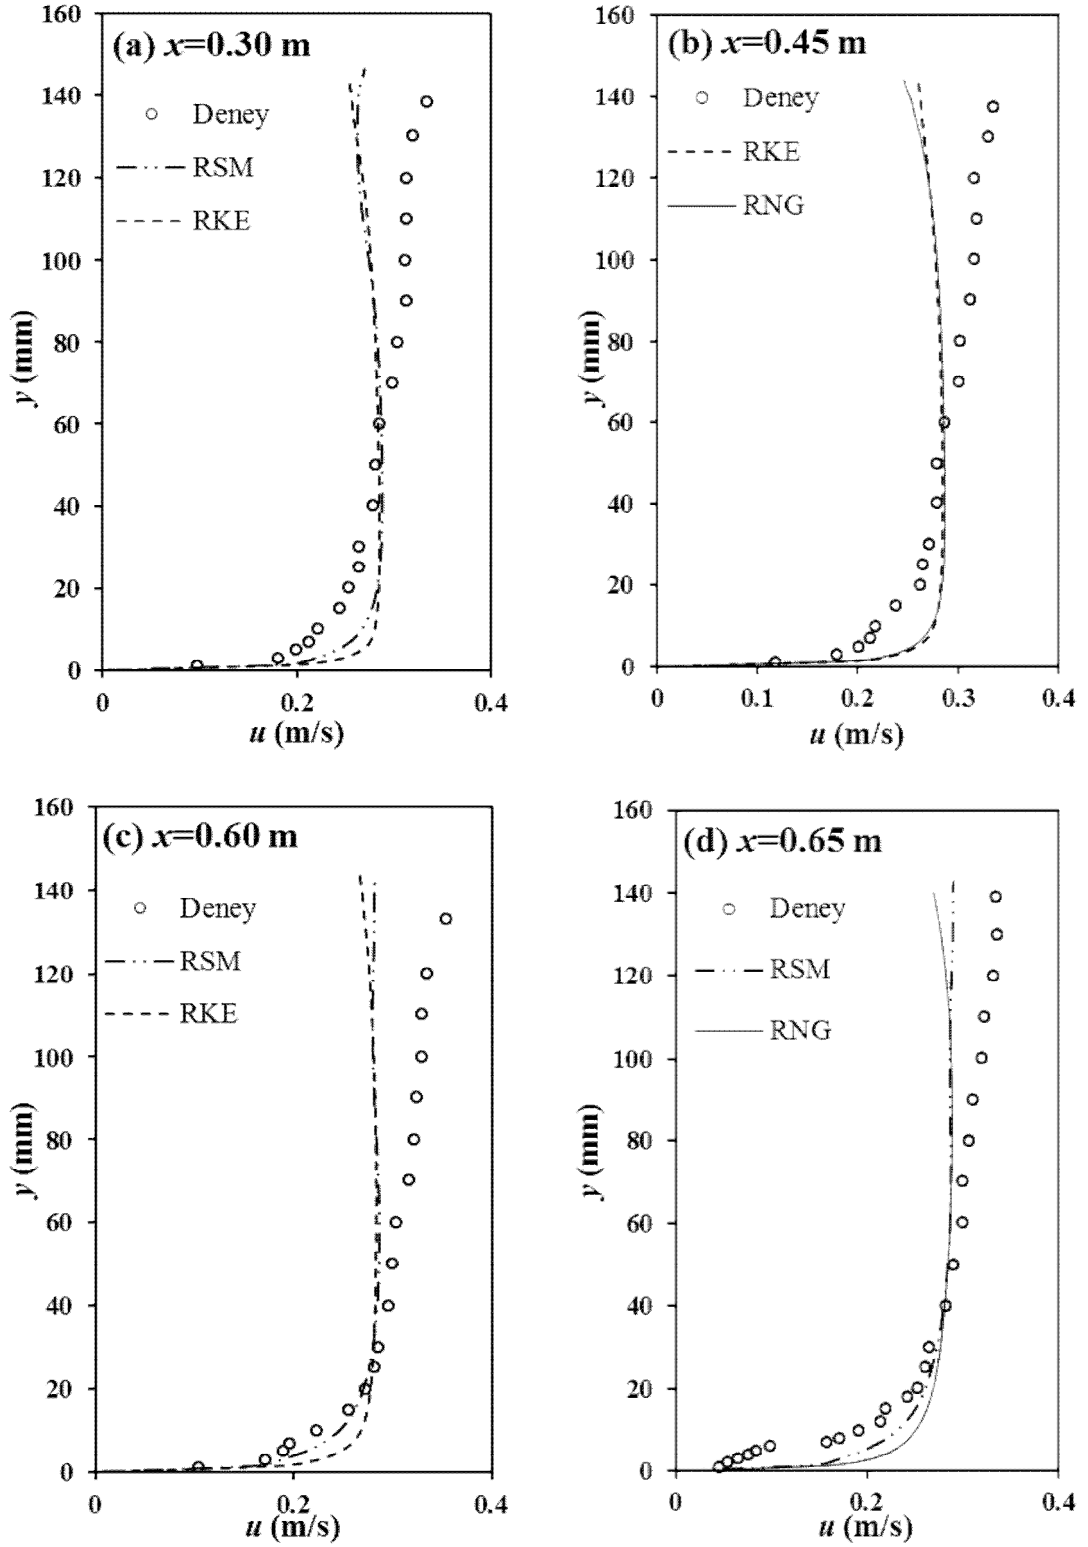 (a) x=0.30 m
Deney
RSM
RKE
160
140
120
100
80
60
40
20
0
y (mm)
0
0.2
0.4
u (m/s)
(b) x=0.45 m
Deney
RKE
RNG
160
140
120
100
80
60
40
20
0
y (mm)
0
0.1
0.2
0.3
0.4
u (m/s)
(c) x=0.60 m
Deney
RSM
RKE
160
140
120
100
80
60
40
20
0
y (mm)
0
0.2
0.4
u (m/s)
(d) x=0.65 m
Deney
RSM
RNG
160
140
120
100
80
60
40
20
0
y (mm)
0
0.2
0.4
u (m/s)